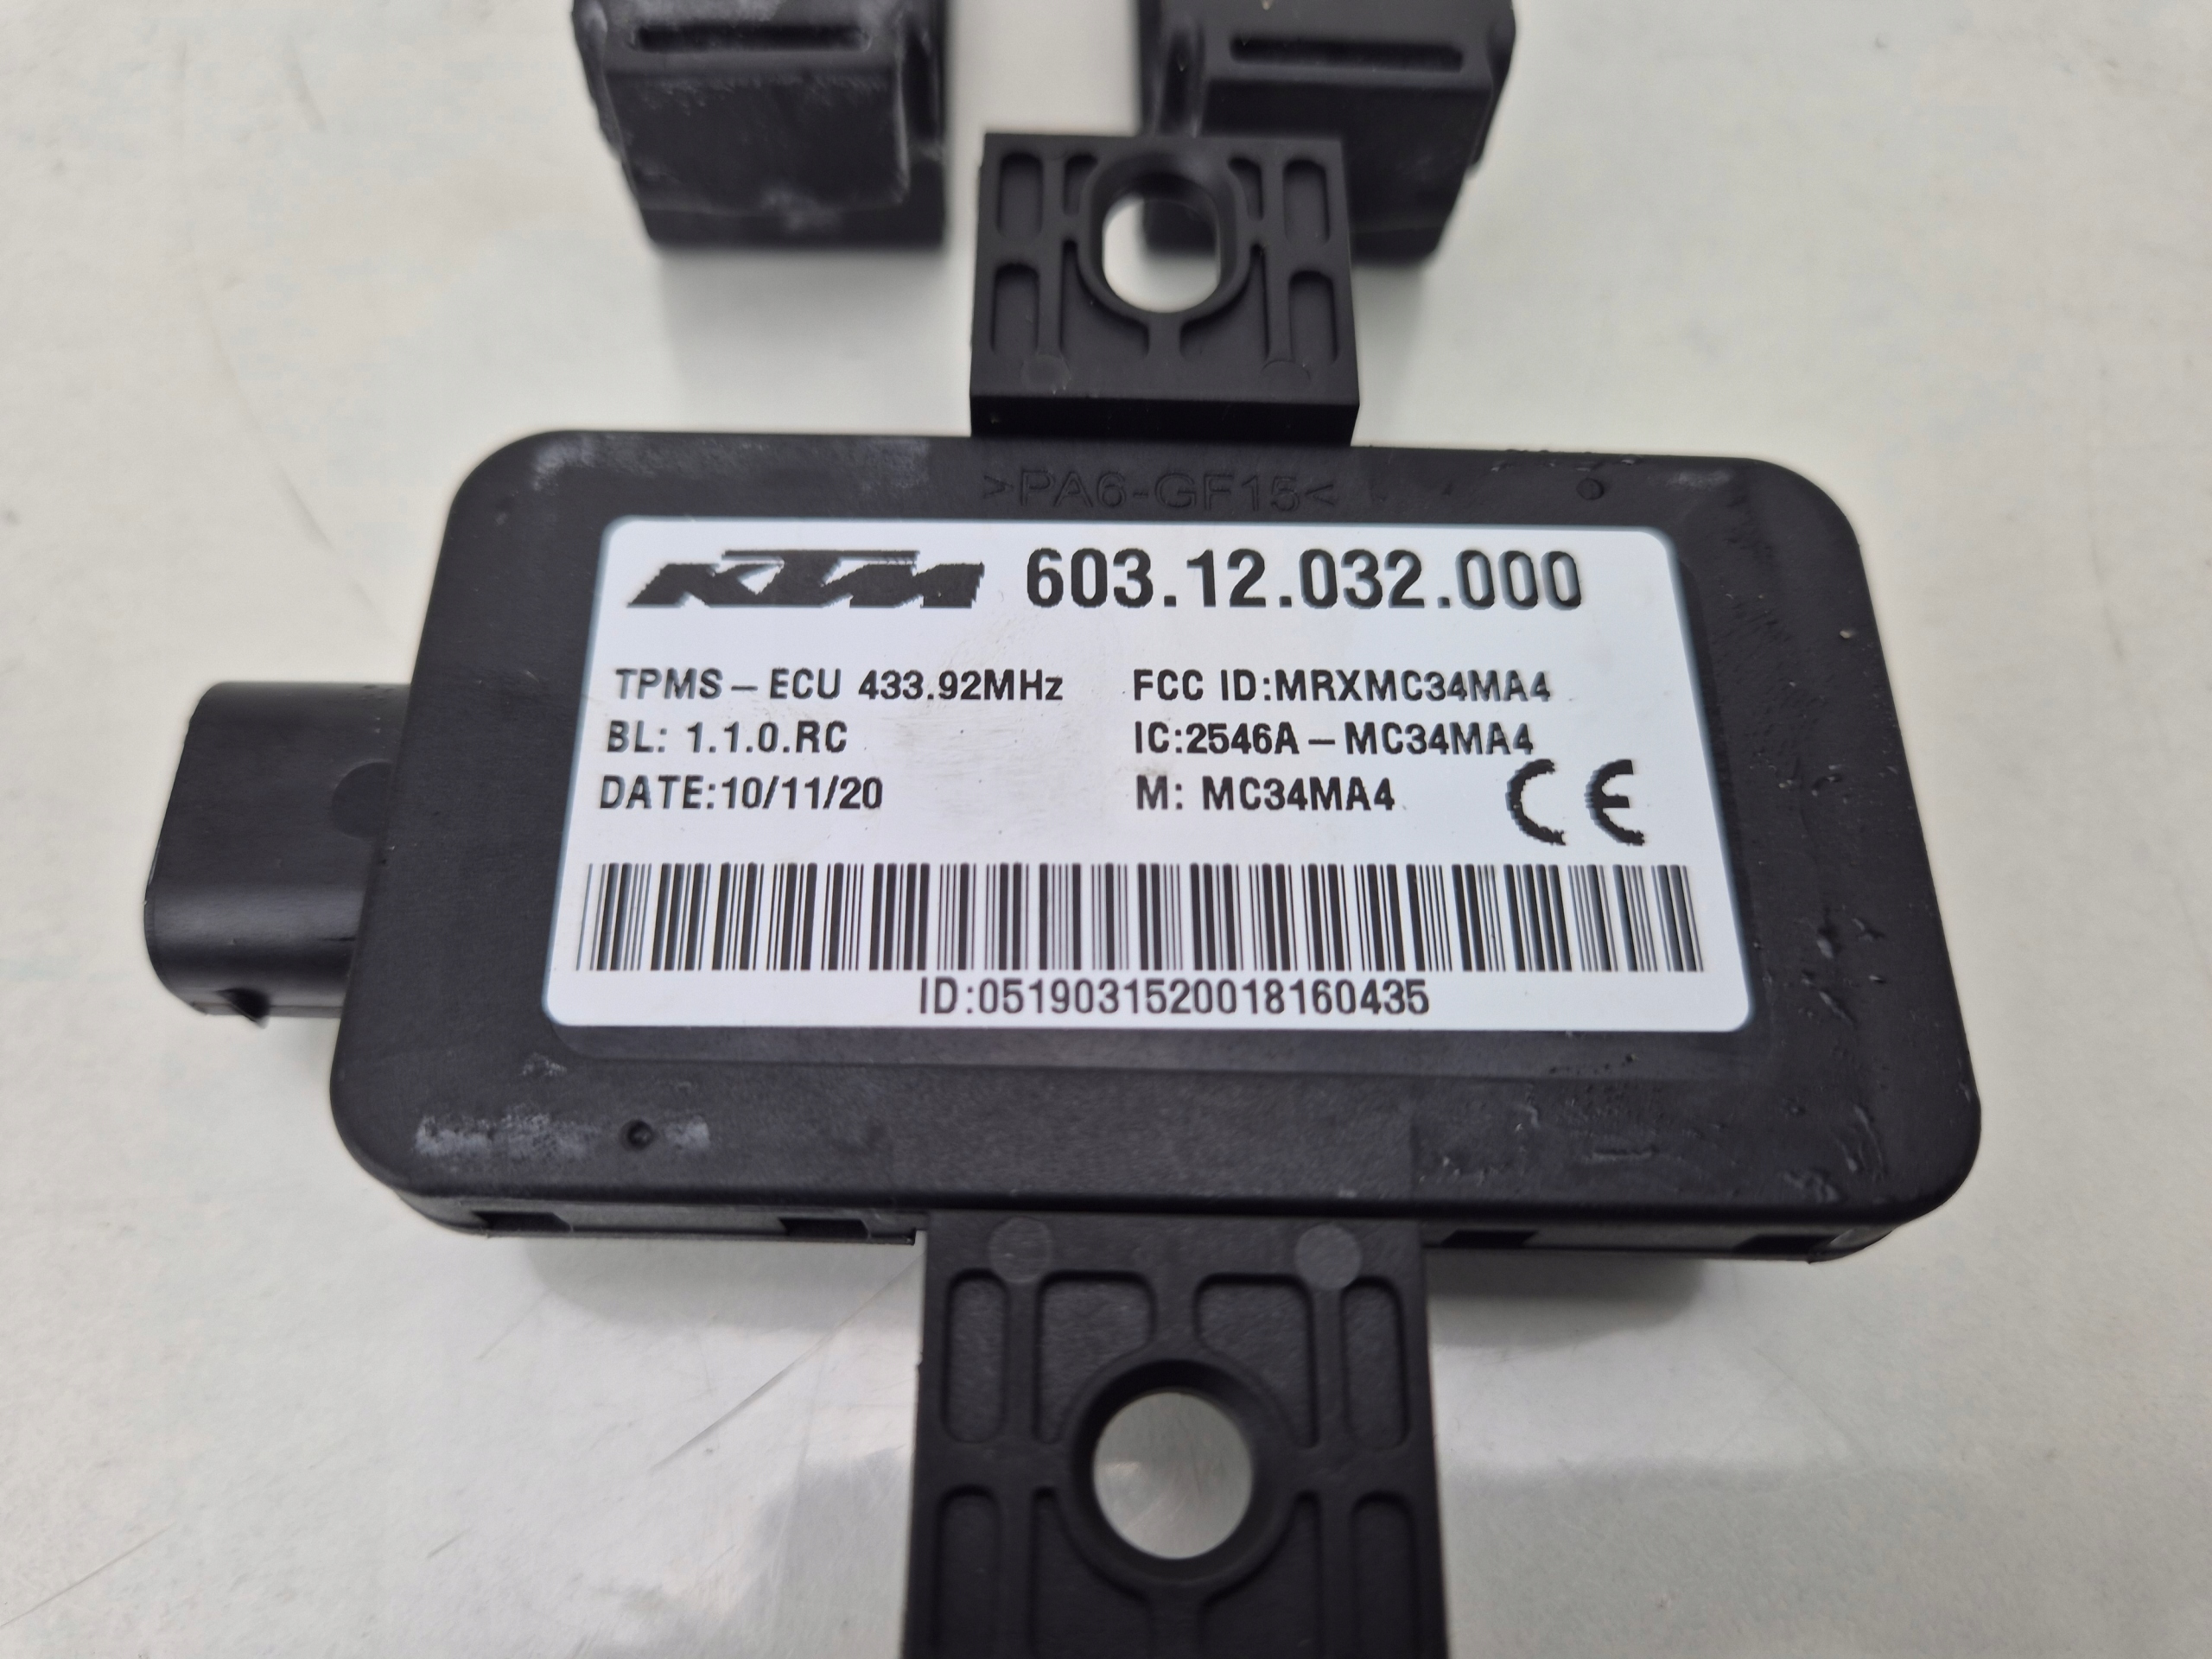 >PA6-GF15<
KTM 603.12.032.000
TPMS – ECU 433.92MHz FCC ID:MRXMC34MA4
BL: 1.1.0.RC IC:2546A – MC34MA4
DATE:10/11/20 M: MC34MA4 CE
ID:0519031520018160435